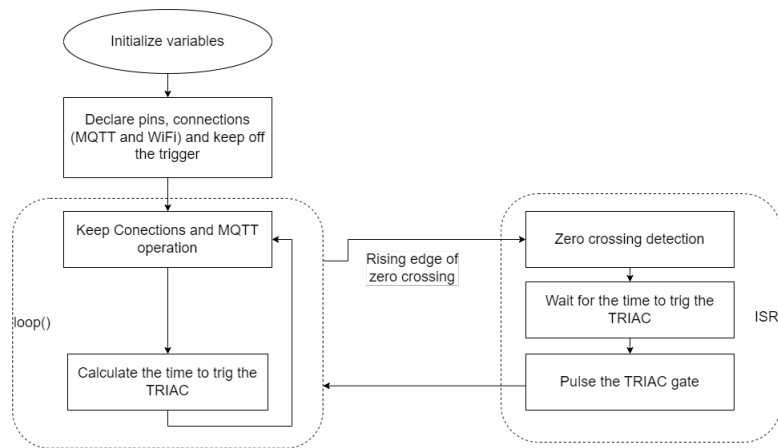 Initialize variables
Declare pins, connections
(MQTT and WiFi) and keep off
the trigger
Keep Conections and MQTT
operation
loop()
Calculate the time to trig the
TRIAC
Rising edge of
zero crossing
Zero crossing detection
Wait for the time to trig the
TRIAC
ISR
Pulse the TRIAC gate